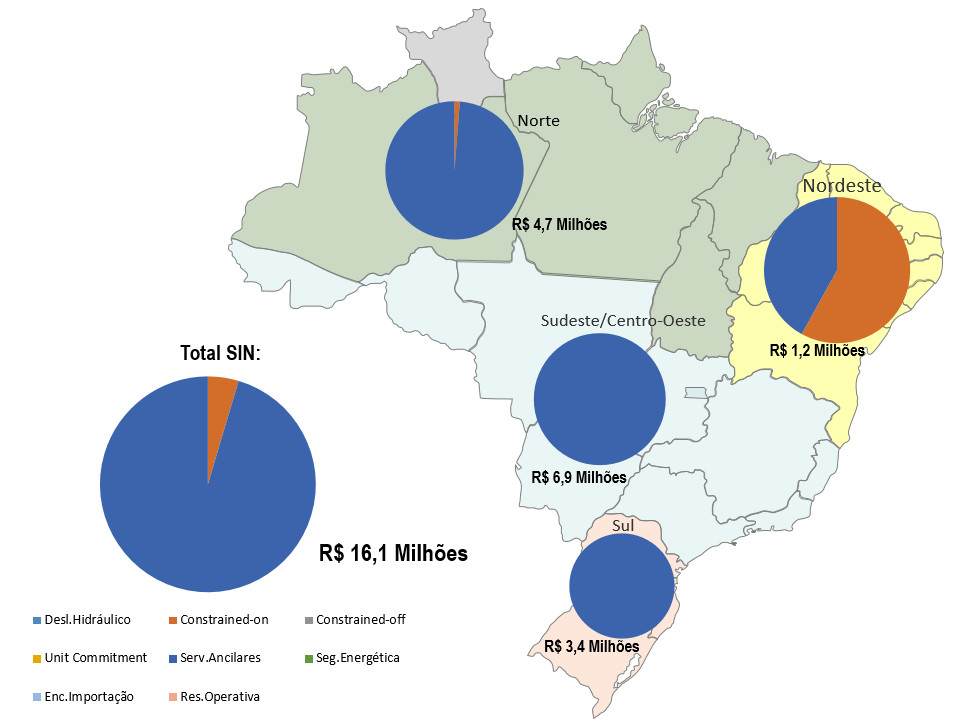 Norte
R$ 4,7 Milhões
Nordeste
R$ 1,2 Milhões
Sudeste/Centro-Oeste
R$ 6,9 Milhões
Sul
R$ 3,4 Milhões
Total SIN:
R$ 16,1 Milhões
Desl.Hidráulico
Constrained-on
Constrained-off
Unit Commitment
Serv.Ancilares
Seg.Energética
Enc.Importação
Res.Operativa